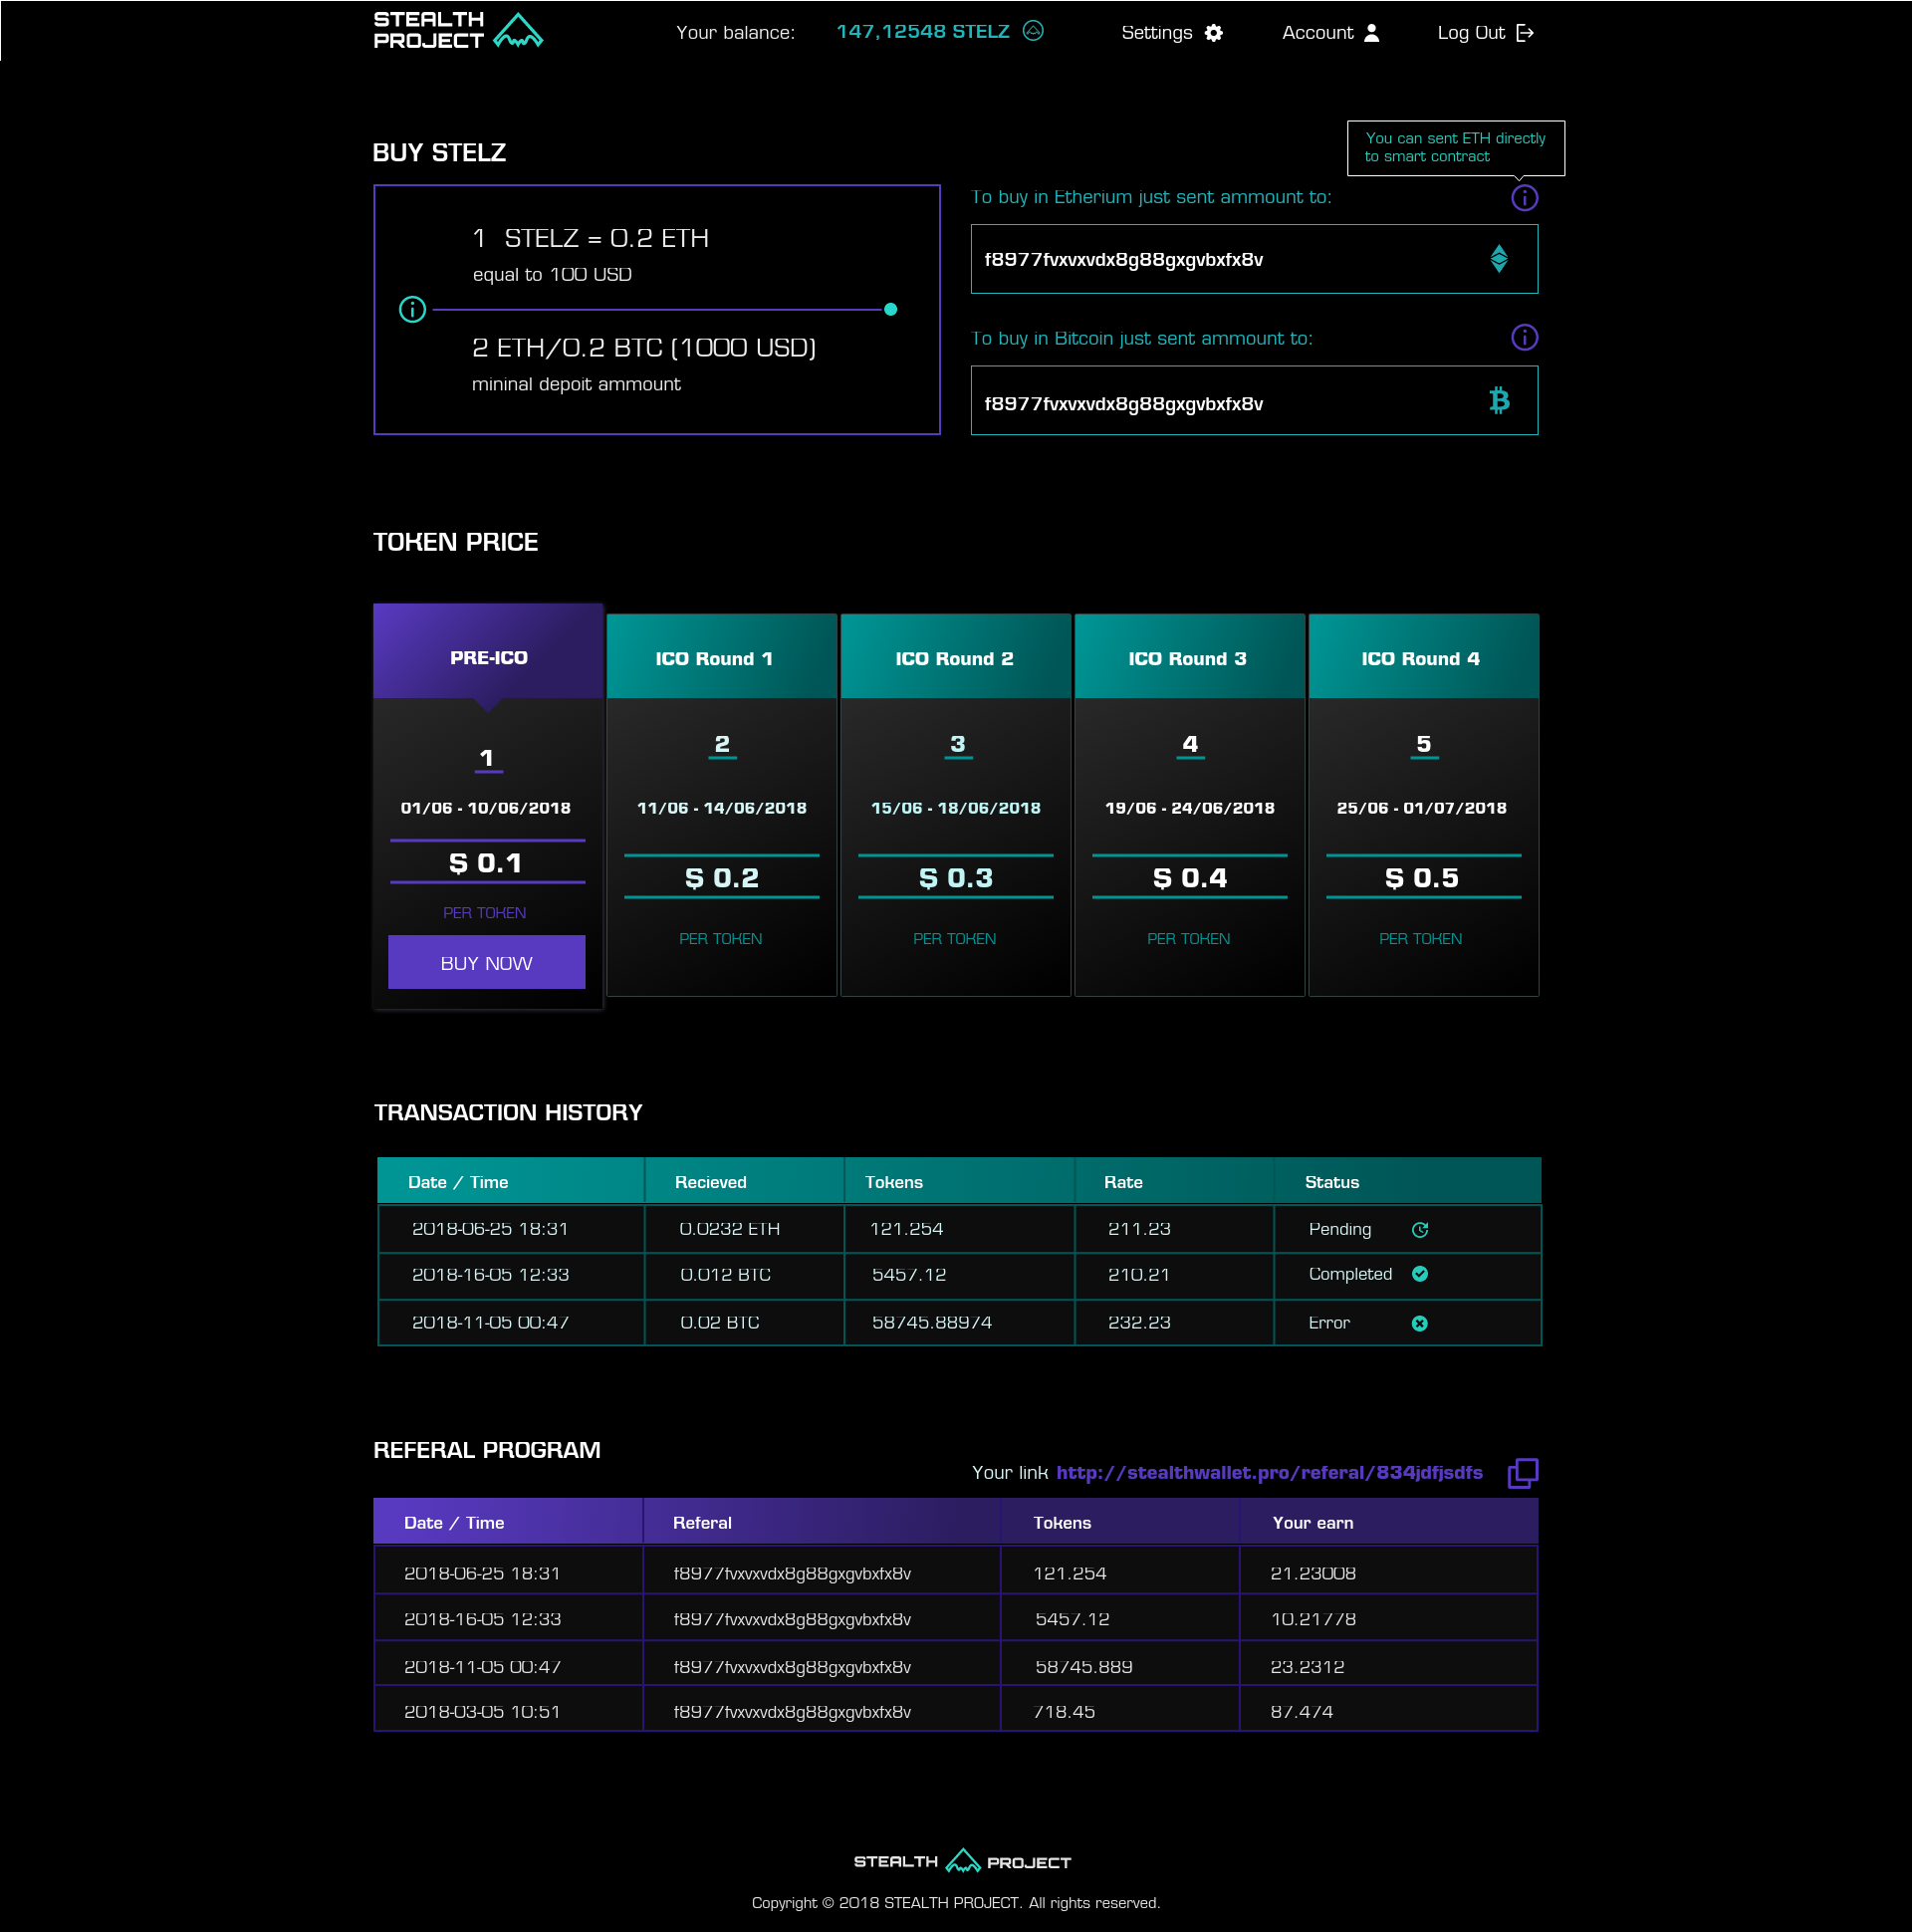 STEALTH
PROJECT
Your balance: 147,12548 STELZ Settings Account Log Out
You can sent ETH directly
to smart contract
BUY STELZ
1 STELZ = 0.2 ETH
equal to 100 USD
2 ETH/0.2 BTC (1000 USD)
mininal depoit ammount
To buy in Etherium just sent ammount to:
f8977fvxvxvdx8g88gxgvbxfx8v
To buy in Bitcoin just sent ammount to:
f8977fvxvxvdx8g88gxgvbxfx8v
TOKEN PRICE
PRE-ICO
1
01/06 - 10/06/2018
$ 0.1
PER TOKEN
BUY NOW
ICO Round 1
2
11/06 - 14/06/2018
$ 0.2
PER TOKEN
ICO Round 2
3
15/06 - 18/06/2018
$ 0.3
PER TOKEN
ICO Round 3
4
19/06 - 24/06/2018
$ 0.4
PER TOKEN
ICO Round 4
5
25/06 - 01/07/2018
$ 0.5
PER TOKEN
TRANSACTION HISTORY
Date / Time Recieved Tokens Rate Status
2018-06-25 18:31 0.0232 ETH 121.254 211.23 Pending
2018-16-05 12:33 0.012 BTC 5457.12 210.21 Completed
2018-11-05 00:47 0.02 BTC 58745.88974 232.23 Error
REFERAL PROGRAM
Your link http://stealthwallet.pro/referal/834jdfjsdfs
Date / Time Referal Tokens Your earn
2018-06-25 18:31 f8977fvxvxvdx8g88gxgvbxfx8v 121.254 21.23008
2018-16-05 12:33 f8977fvxvxvdx8g88gxgvbxfx8v 5457.12 10.21778
2018-11-05 00:47 f8977fvxvxvdx8g88gxgvbxfx8v 58745.889 23.2312
2018-03-05 10:51 f8977fvxvxvdx8g88gxgvbxfx8v 718.45 87.474
STEALTH PROJECT
Copyright © 2018 STEALTH PROJECT. All rights reserved.